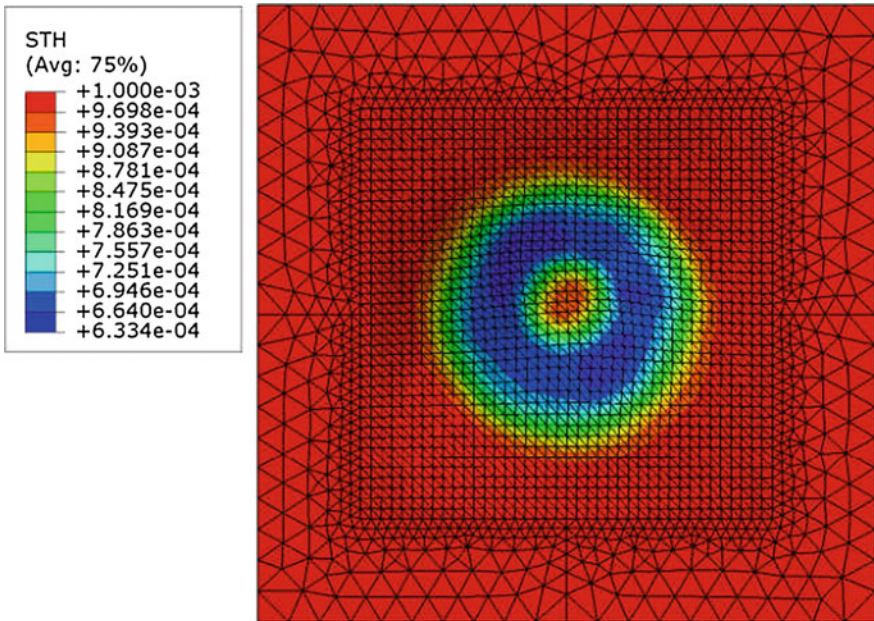 STH
(Avg: 75%)
+1.000e-03
+9.698e-04
+9.393e-04
+9.087e-04
+8.781e-04
+8.475e-04
+8.169e-04
+7.863e-04
+7.557e-04
+7.251e-04
+6.946e-04
+6.640e-04
+6.334e-04